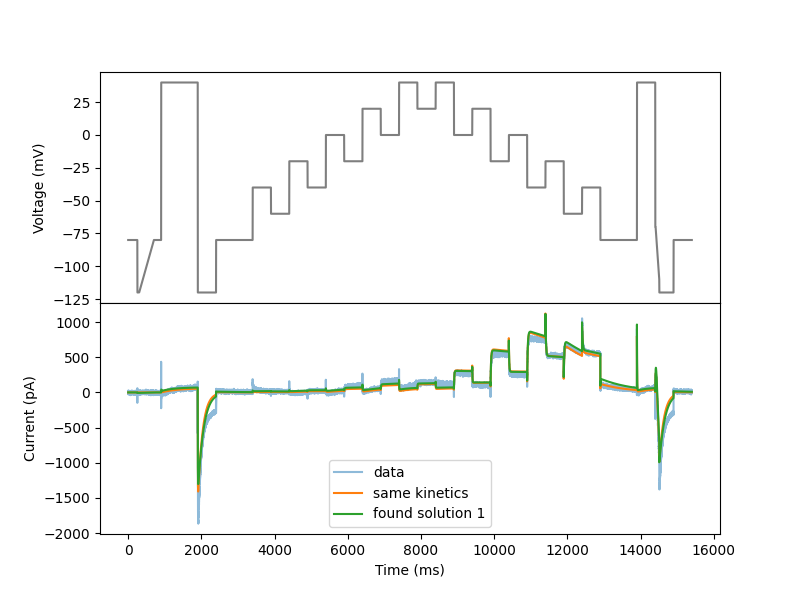 25
0
−25
−50
−75
−100
−125
Voltage (mV)
1000
500
0
−500
−1000
−1500
−2000
Current (pA)
data
same kinetics
found solution 1
0 2000 4000 6000 8000 10000 12000 14000 16000
Time (ms)